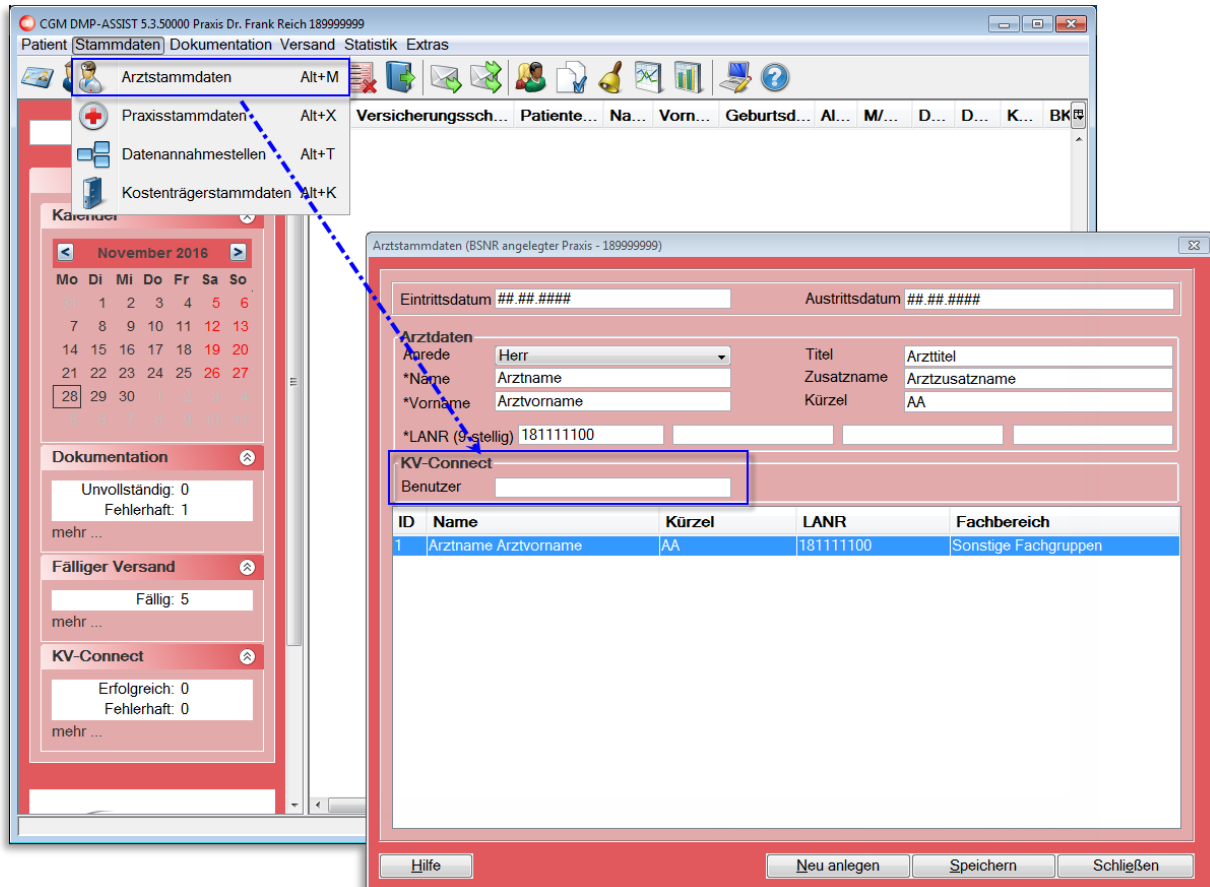 CGM DMP-ASSIST 5.3.50000 Praxis Dr. Frank Reich 189999999
Patient Stammdaten Dokumentation Versand Statistik Extras
Arztstammdaten Alt+M
Praxisstammdaten Alt+X
Datenannahmestellen Alt+T
Kostenträgerstammdaten Alt+K
Versicherungssch... Patiente... Na... Vorn... Geburtsd... Al... M/... D... D... K... BK
Kalender
November 2016
Mo Di Mi Do Fr Sa So
1 2 3 4 5 6
7 8 9 10 11 12 13
14 15 16 17 18 19 20
21 22 23 24 25 26 27
28 29 30
Dokumentation
Unvollständig: 0
Fehlerhaft: 1
mehr ...
Fälliger Versand
Fällig: 5
mehr ...
KV-Connect
Erfolgreich: 0
Fehlerhaft: 0
mehr ...
Arztstammdaten (BSNR angelegter Praxis - 189999999)
Eintrittsdatum ##.##.#### Austrittsdatum ##.##.####
Arztdaten
Anrede Herr Titel Arzttitel
*Name Arztname Zusatzname Arztzusatzname
*Vorname Arztvorname Kürzel AA
*LANR (9-stellig) 181111100
KV-Connect
Benutzer
ID Name Kürzel LANR Fachbereich
1 Arztname Arztvorname AA 181111100 Sonstige Fachgruppen
Hilfe Neu anlegen Speichern Schließen